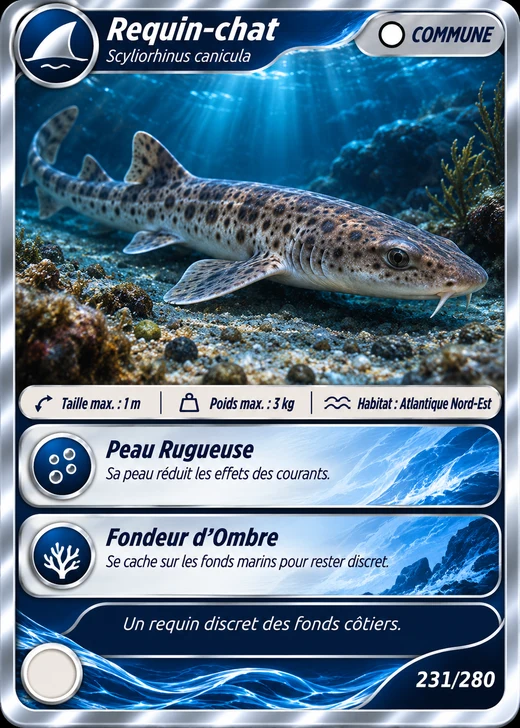 Requin-chat
Scyliorhinus canicula
COMMUNE
Taille max. : 1 m
Poids max. : 3 kg
Habitat : Atlantique Nord-Est
Peau Rugueuse
Sa peau réduit les effets des courants.
Fondeur d'Ombre
Se cache sur les fonds marins pour rester discret.
Un requin discret des fonds côtiers.
231/280